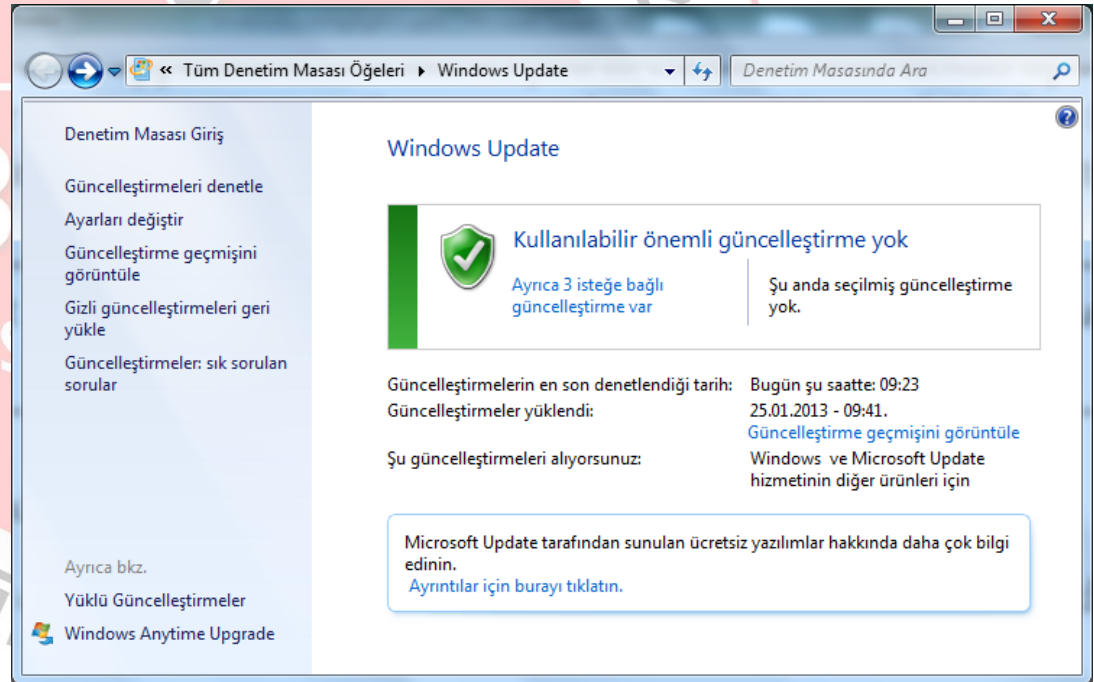 « Tüm Denetim Masası Öğeleri ▸ Windows Update
Denetim Masasında Ara
Denetim Masası Giriş
Güncelleştirmeleri denetle
Ayarları değiştir
Güncelleştirme geçmişini
görüntüle
Gizli güncelleştirmeleri geri
yükle
Güncelleştirmeler: sık sorulan
sorular
Ayrıca bkz.
Yüklü Güncelleştirmeler
Windows Anytime Upgrade
Windows Update
Kullanılabilir önemli güncelleştirme yok
Ayrıca 3 isteğe bağlı
güncelleştirme var
Şu anda seçilmiş güncelleştirme
yok.
Güncelleştirmelerin en son denetlendiği tarih: Bugün şu saatte: 09:23
Güncelleştirmeler yüklendi: 25.01.2013 - 09:41.
Güncelleştirme geçmişini görüntüle
Şu güncelleştirmeleri alıyorsunuz: Windows ve Microsoft Update
hizmetinin diğer ürünleri için
Microsoft Update tarafından sunulan ücretsiz yazılımlar hakkında daha çok bilgi
edinin.
Ayrıntılar için burayı tıklatın.